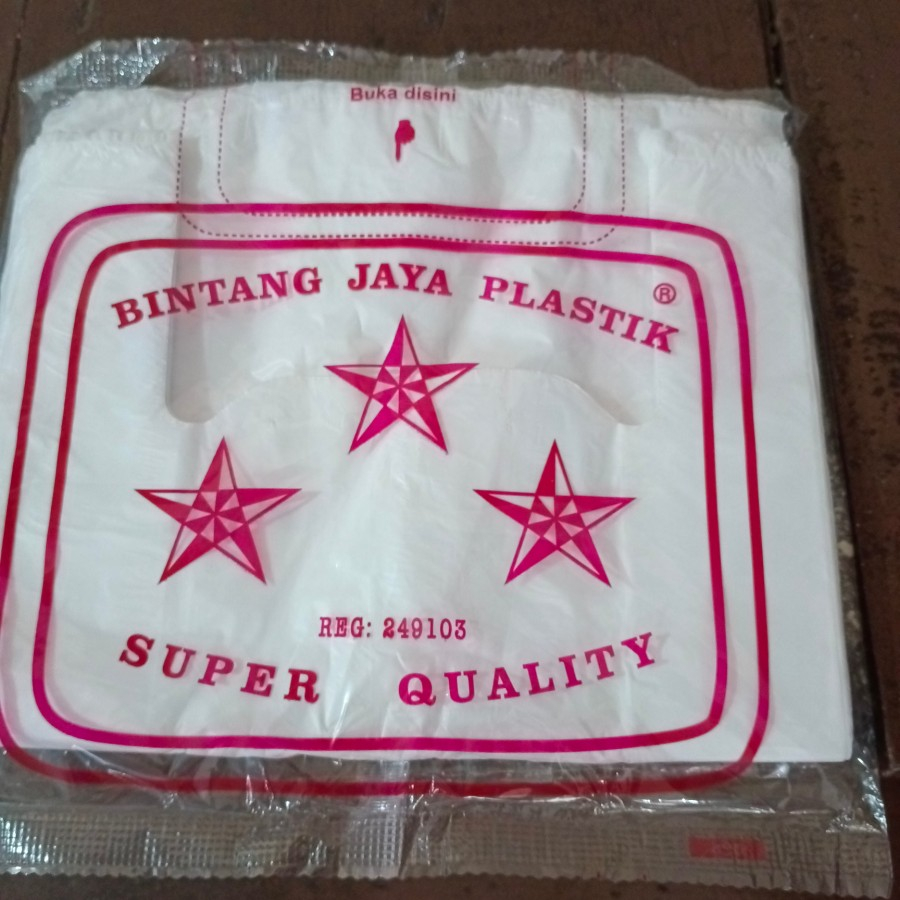 Buka disini
BINTANG JAYA PLASTIK ®
REG: 249103
SUPER QUALITY